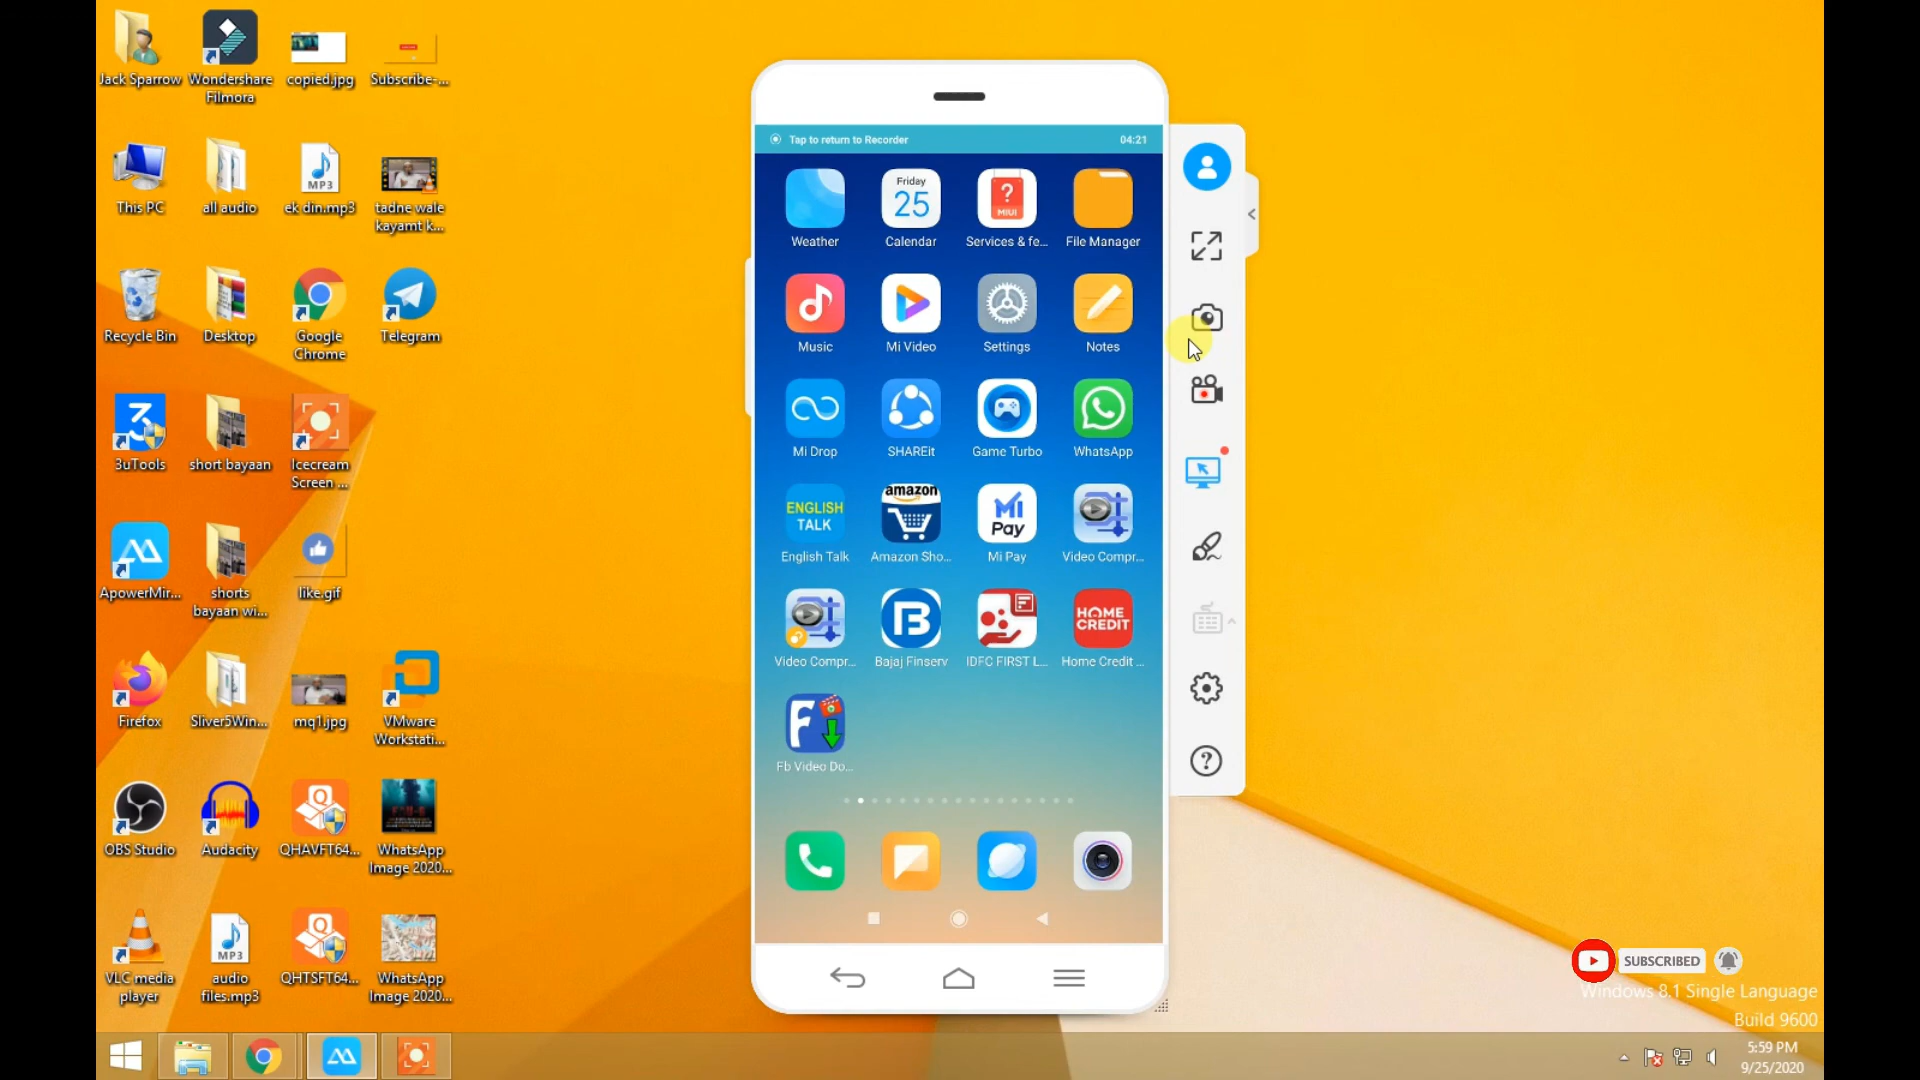 Jack Sparrow
Wondershare
Filmora
copied.jpg
Subscribe-...
This PC
all audio
MP3
ek din.mp3
tadne wale
kayamt k...
Recycle Bin
Desktop
Google
Chrome
Telegram
3
3uTools
short bayaan
Icecream
Screen ...
ApowerMir...
shorts
bayaan wi...
like.gif
Firefox
Sliver5Win...
mq1.jpg
VMware
Workstati...
OBS Studio
Audacity
Q
QHAVFT64...
WhatsApp
Image 2020...
VLC media
player
MP3
audio
files.mp3
Q
QHTSFT64...
WhatsApp
Image 2020...
Tap to return to Recorder
04:21
Weather
Friday
25
Calendar
?
MIUI
Services & fe...
File Manager
Music
Mi Video
Settings
Notes
Mi Drop
SHAREit
Game Turbo
WhatsApp
ENGLISH
TALK
English Talk
amazon
Amazon Sho...
Mi
Pay
Mi Pay
Video Compr...
Video Compr...
B
Bajaj Finserv
IDFC FIRST L...
HOME
CREDIT
Home Credit ...
F
Fb Video Do...
?
SUBSCRIBED
Windows 8.1 Single Language
Build 9600
5:59 PM
9/25/2020